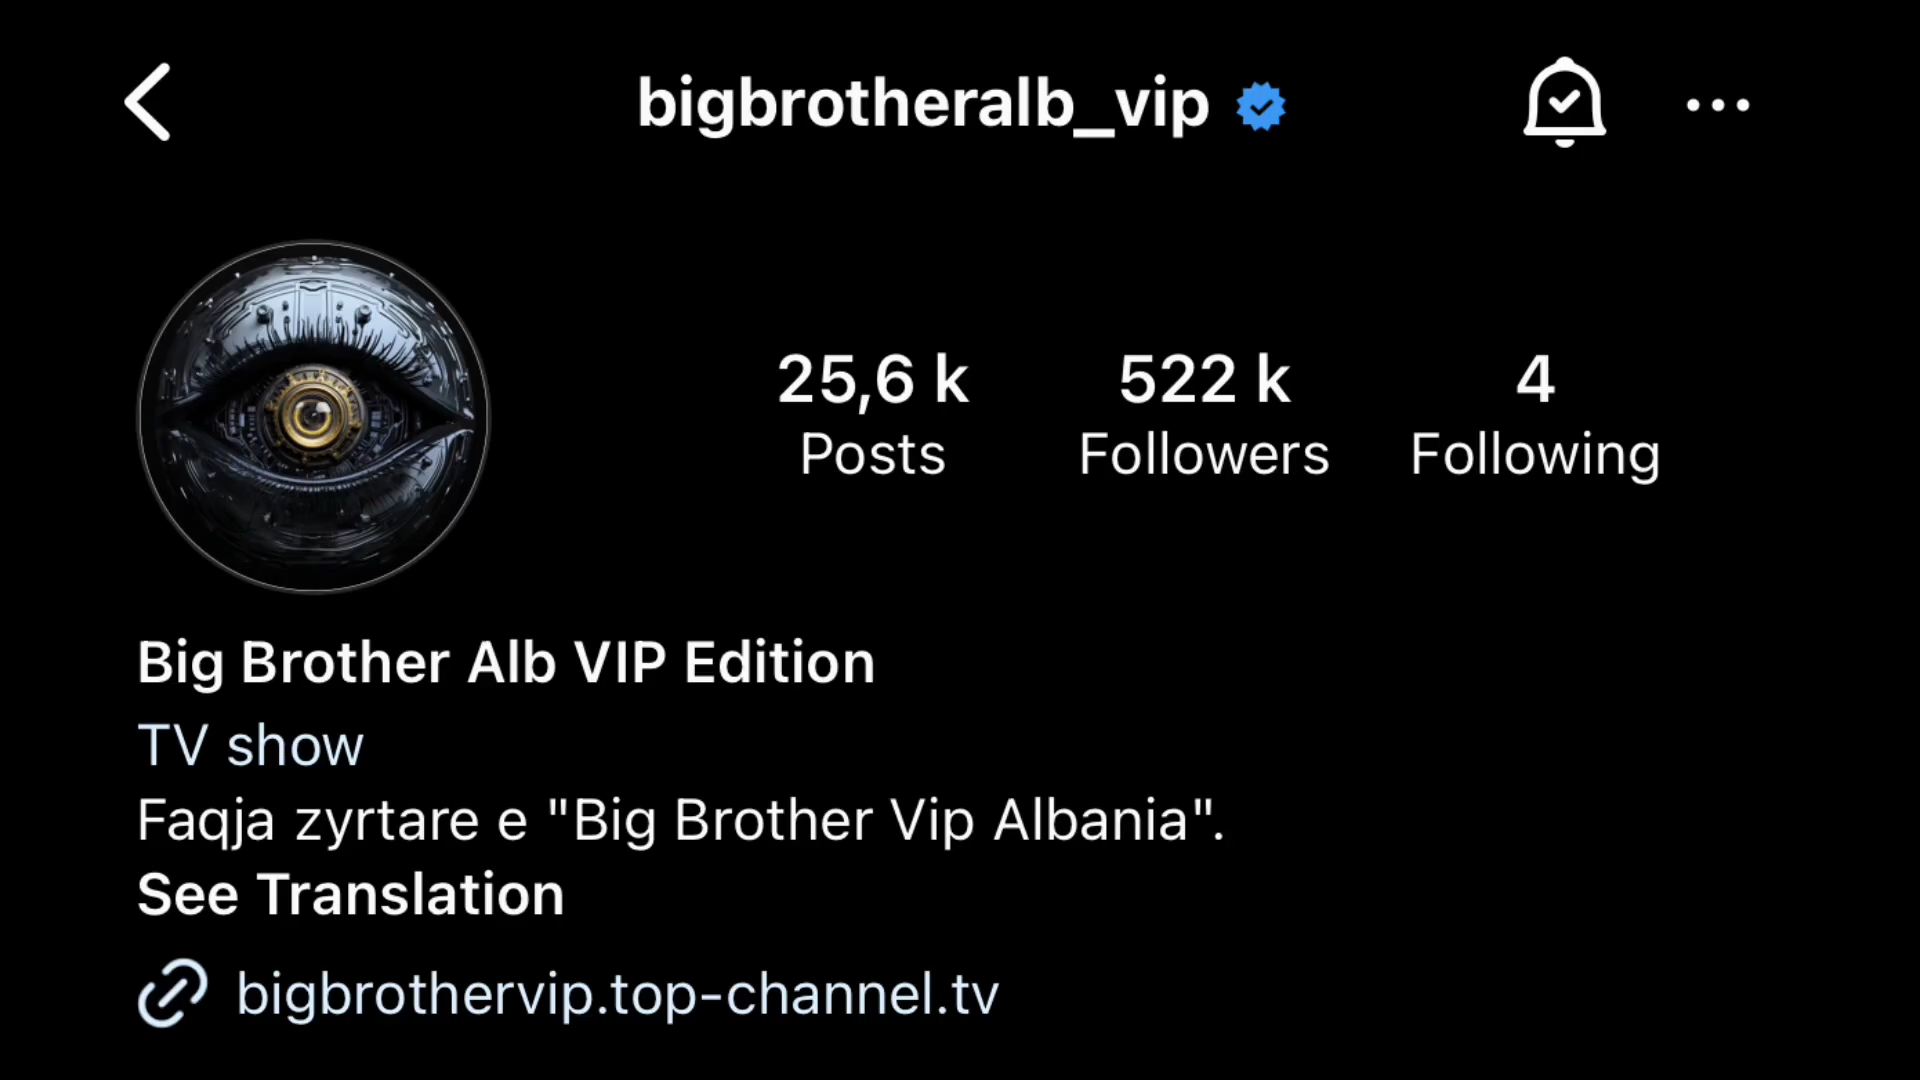 bigbrotheralb_vip
25,6 k 522 k 4
Posts Followers Following
Big Brother Alb VIP Edition
TV show
Faqja zyrtare e "Big Brother Vip Albania".
See Translation
bigbrothervip.top-channel.tv